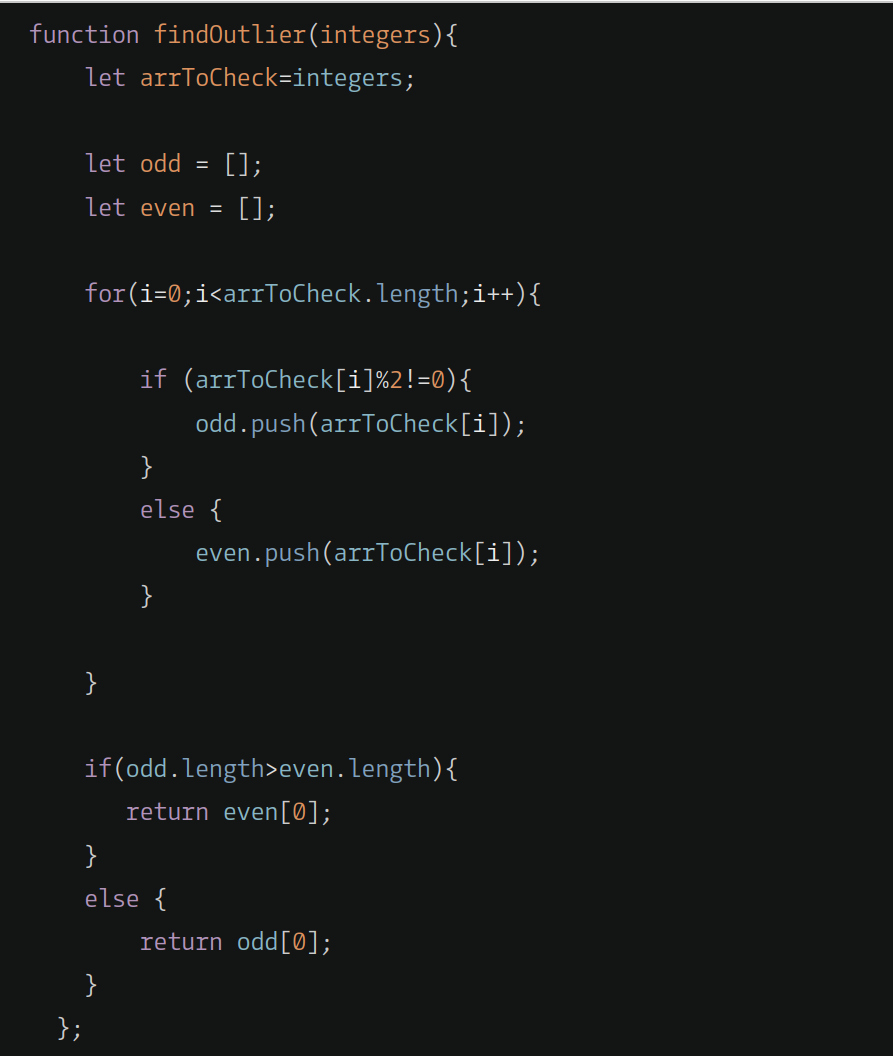 function findOutlier(integers){
let arrToCheck=integers;
let odd = [];
let even = [];
for(i=0;i<arrToCheck.length;i++){
if (arrToCheck[i]%2!=0){
odd.push(arrToCheck[i]);
}
else {
even.push(arrToCheck[i]);
}
}
if(odd.length>even.length){
return even[0];
}
else {
return odd[0];
}
};